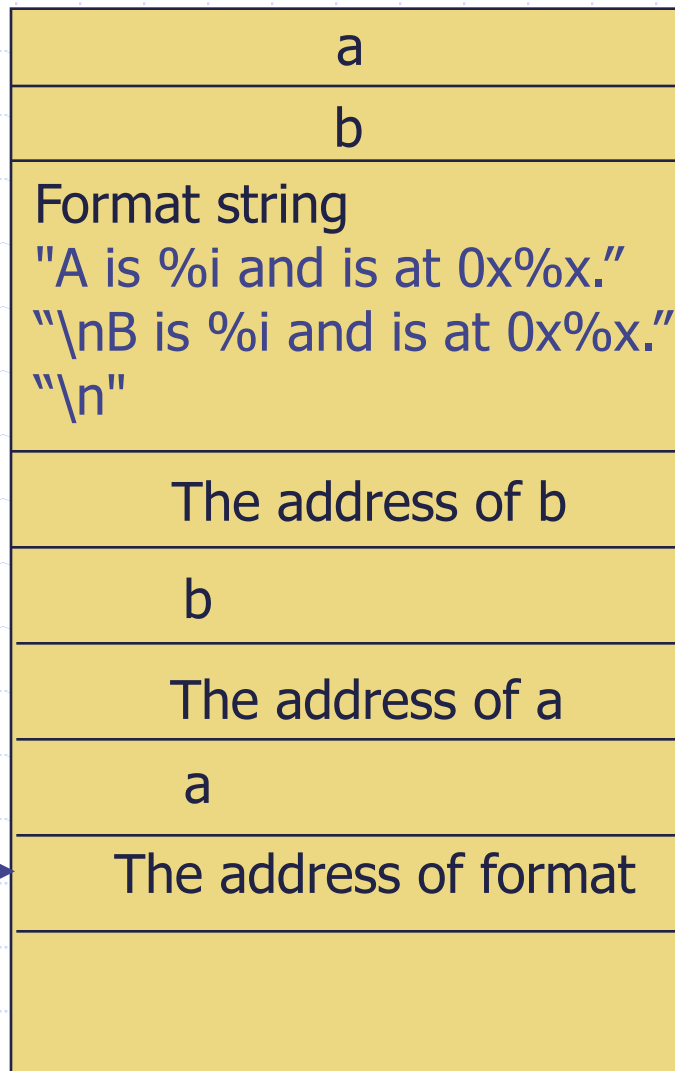 a
b
Format string
"A is %i and is at 0x%x.”
“\nB is %i and is at 0x%x.”
“\n"
The address of b
b
The address of a
a
The address of format